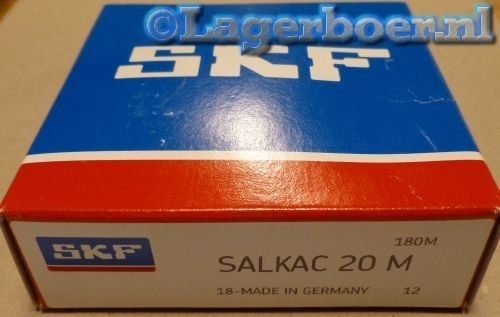 ©Lagerboer.nl
SKF
180M
SKF
SALKAC 20 M
18-MADE IN GERMANY 12